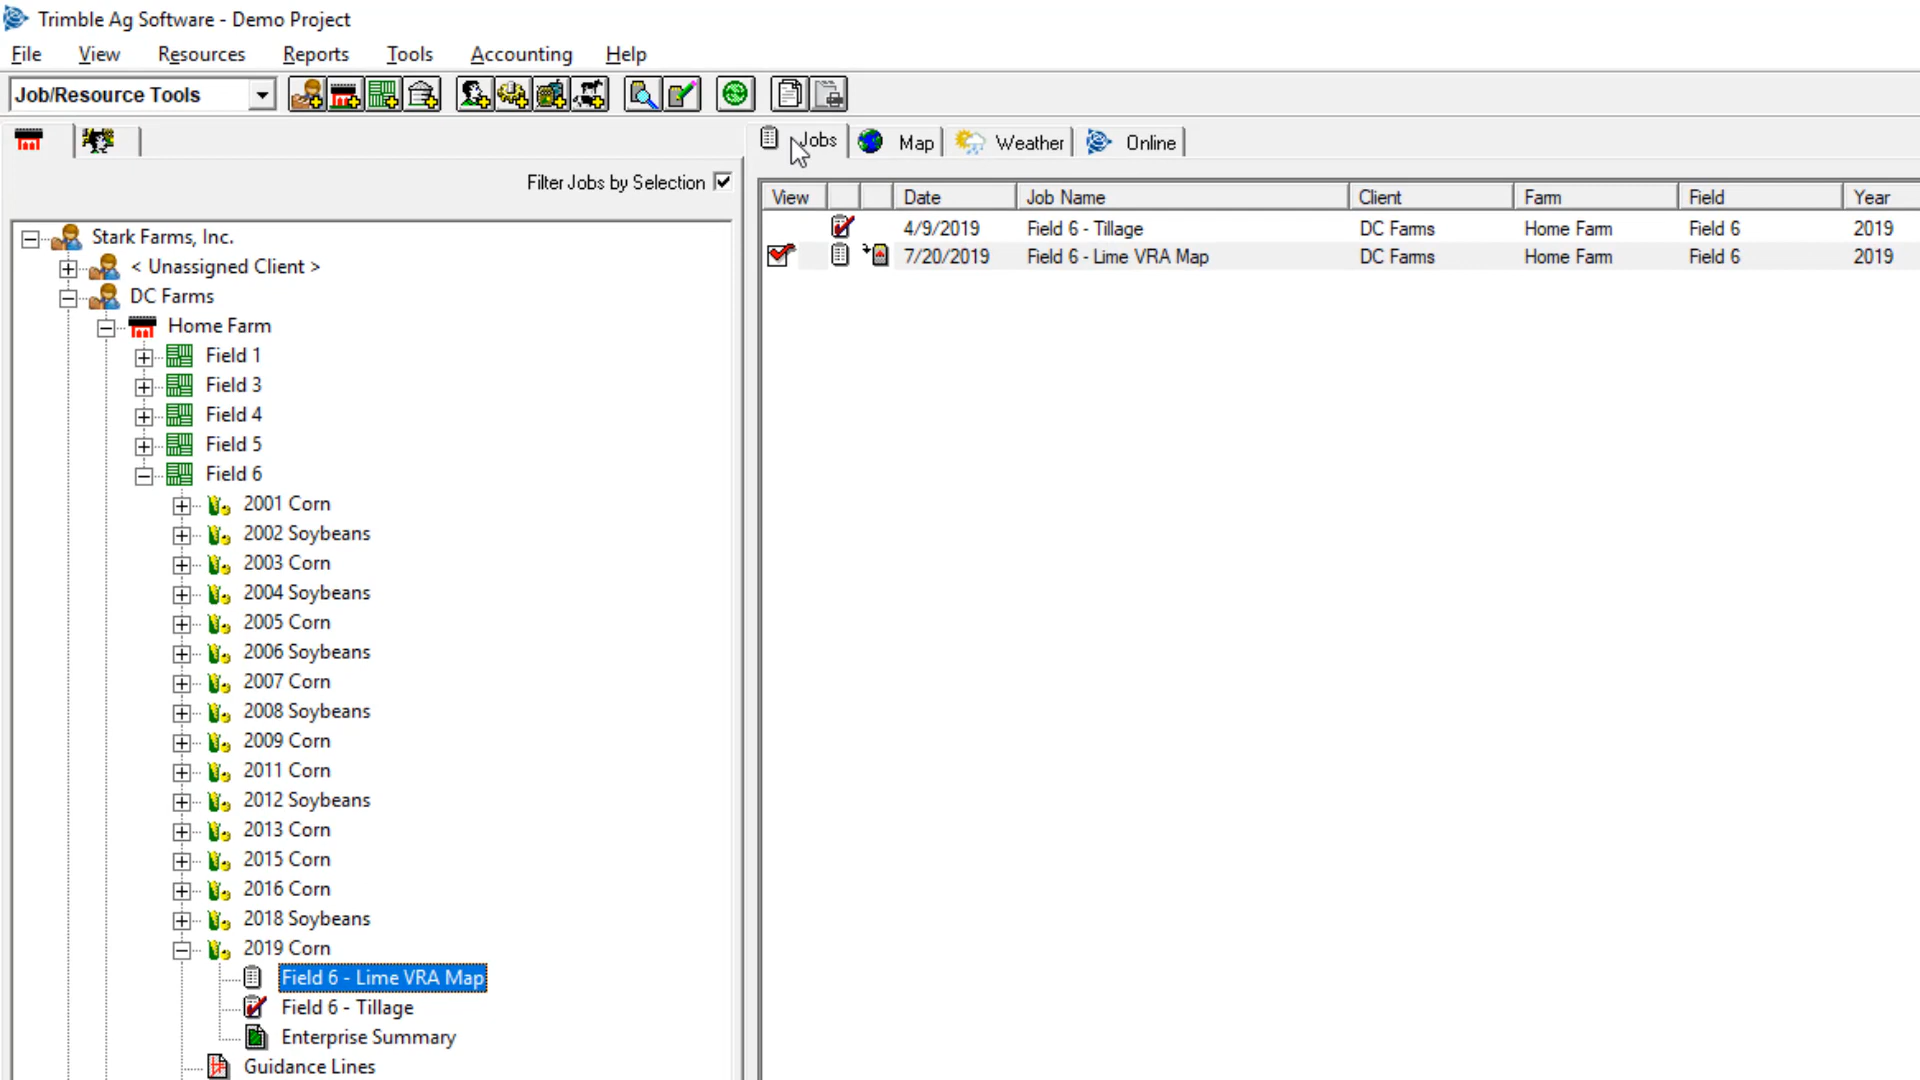 Trimble Ag Software - Demo Project
File View Resources Reports Tools Accounting Help
Job/Resource Tools
Jobs Map Weather Online
Filter Jobs by Selection
View Date Job Name Client Farm Field Year
4/9/2019 Field 6 - Tillage DC Farms Home Farm Field 6 2019
7/20/2019 Field 6 - Lime VRA Map DC Farms Home Farm Field 6 2019
Stark Farms, Inc.
< Unassigned Client >
DC Farms
Home Farm
Field 1
Field 3
Field 4
Field 5
Field 6
2001 Corn
2002 Soybeans
2003 Corn
2004 Soybeans
2005 Corn
2006 Soybeans
2007 Corn
2008 Soybeans
2009 Corn
2011 Corn
2012 Soybeans
2013 Corn
2015 Corn
2016 Corn
2018 Soybeans
2019 Corn
Field 6 - Lime VRA Map
Field 6 - Tillage
Enterprise Summary
Guidance Lines